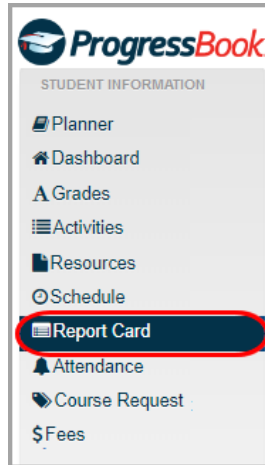 ProgressBook
STUDENT INFORMATION
Planner
Dashboard
Grades
Activities
Resources
Schedule
Report Card
Attendance
Course Request
Fees